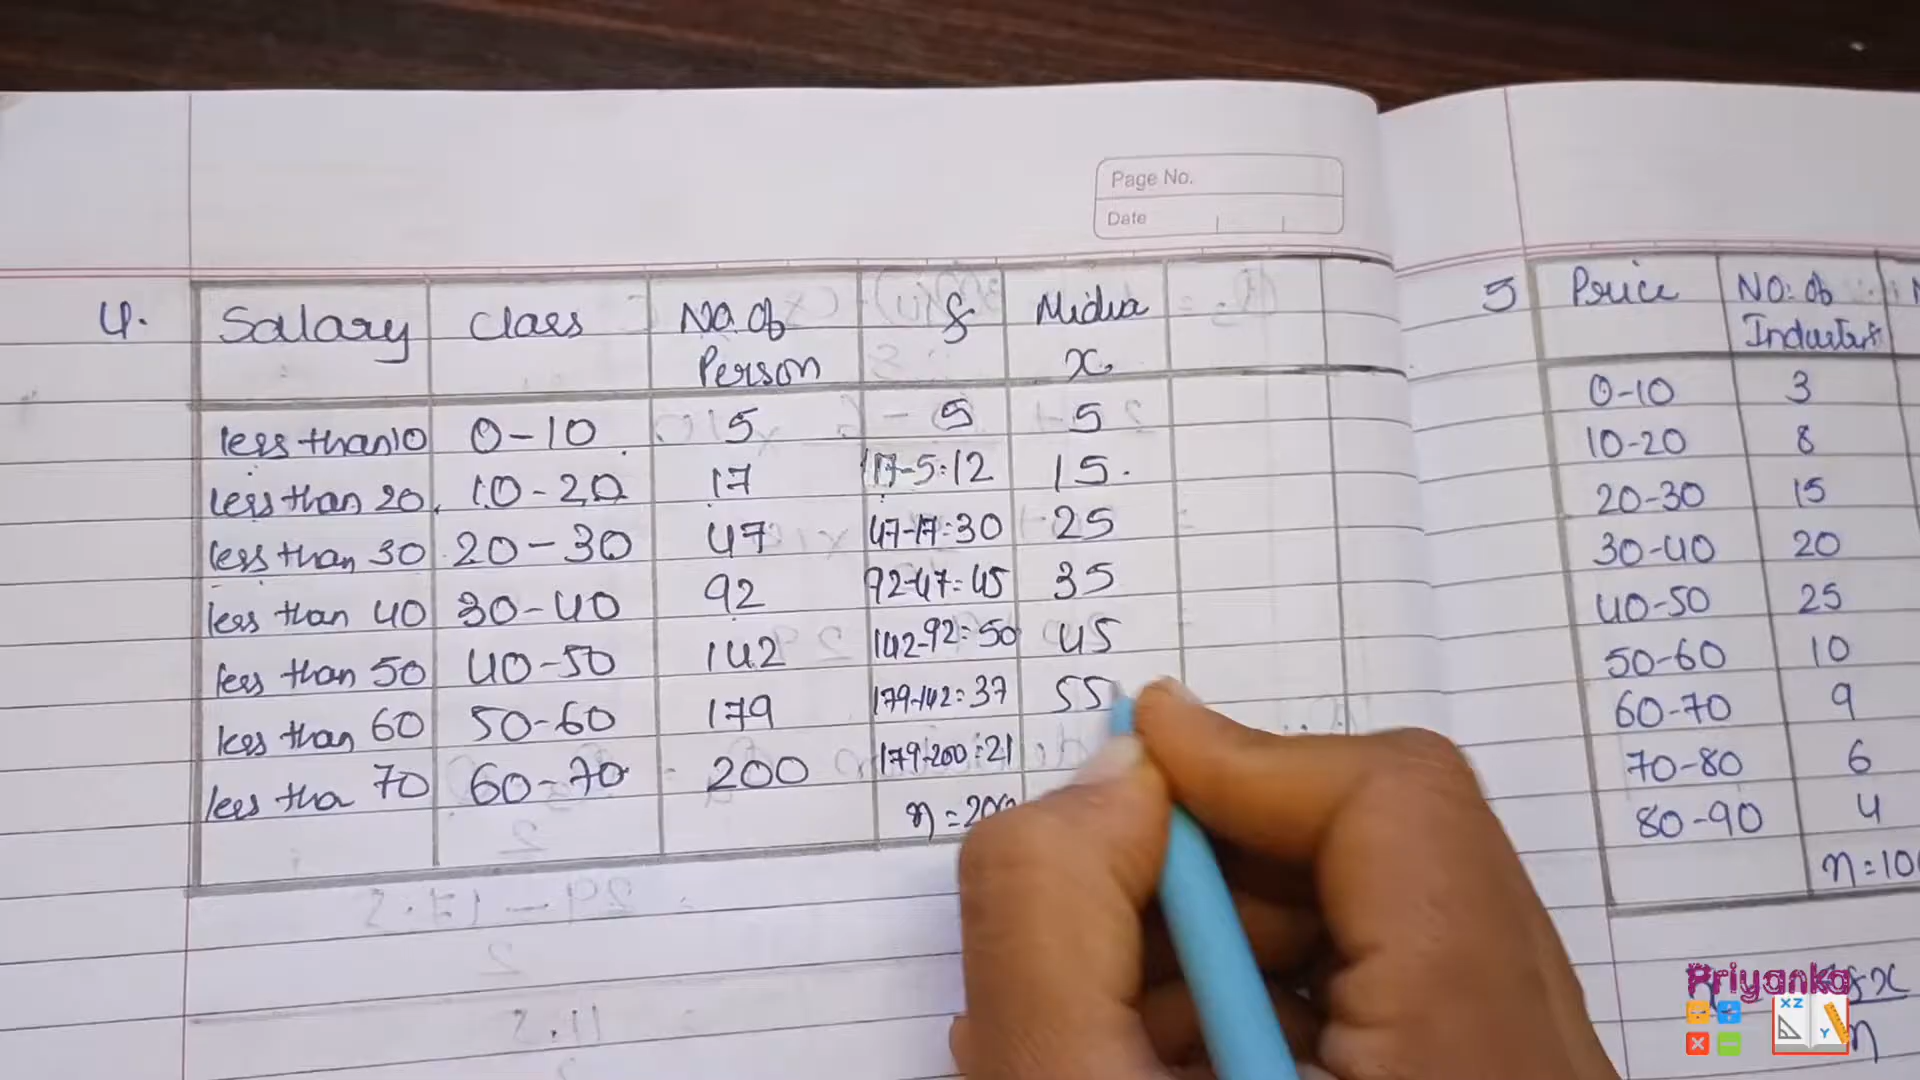 Page No.
Date
4. Salary Class No. of Person f Midia x
less than 10 0-10 5 5 5
less than 20 10-20 17 17-5=12 15
less than 30 20-30 47 47-17=30 25
less than 40 30-40 92 92-47=45 35
less than 50 40-50 142 142-92=50 45
less than 60 50-60 179 179-142=37 55
less tha 70 60-70 200 179-200=21
n=200
5 Price No. of
0-10 3
10-20 8
20-30 15
30-40 20
40-50 25
50-60 10
60-70 9
70-80 6
80-90 4
n=10
Priyanka
x
XZ
Y
n